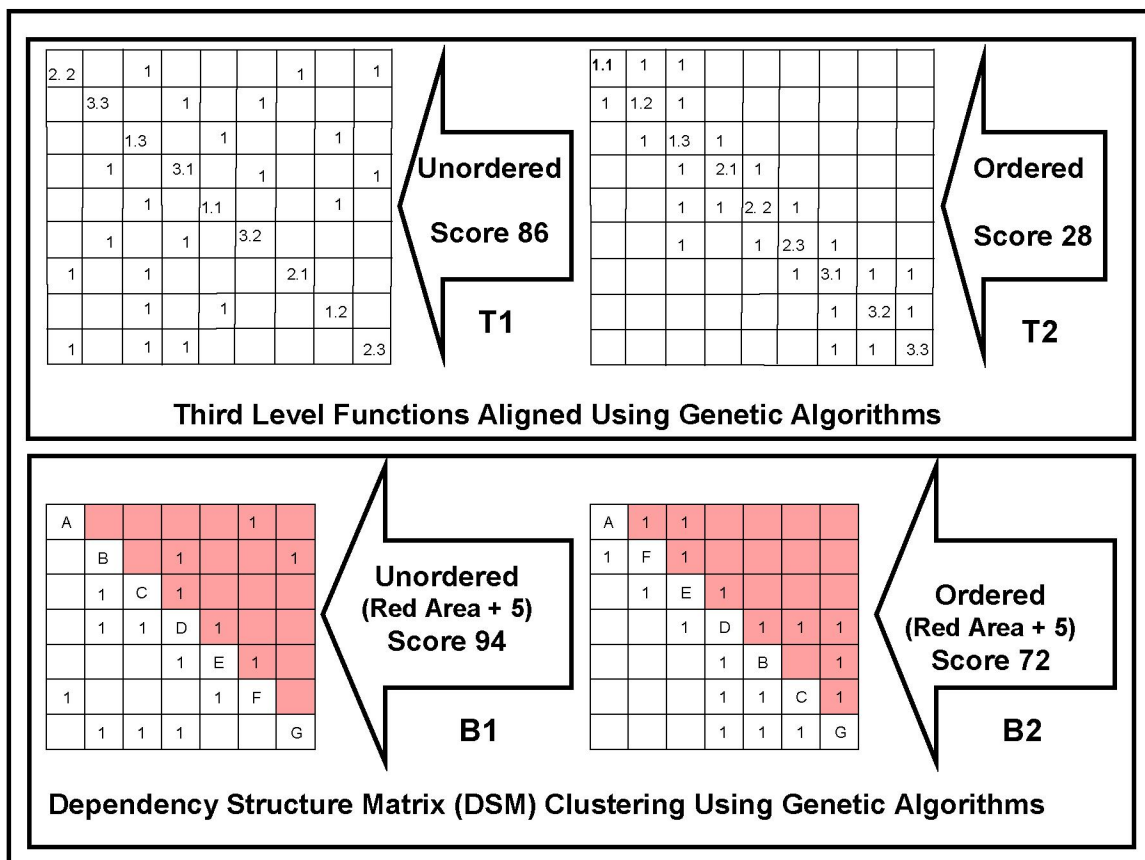 2. 2 1 1 1
3.3 1 1
1.3 1 1
1 3.1 1 1
1 1.1 1
1 1 3.2
1 1 2.1
1 1 1.2
1 1 1 2.3
Unordered
Score 86
T1
1.1 1 1
1 1.2 1
1 1.3 1
1 2.1 1
1 1 2. 2 1
1 1 2.3 1
1 3.1 1 1
1 3.2 1
1 1 3.3
Ordered
Score 28
T2
Third Level Functions Aligned Using Genetic Algorithms
A 1
B 1 1
1 C 1
1 1 D 1
1 E 1
1 1 F
1 1 1 G
Unordered
(Red Area + 5)
Score 94
B1
A 1 1
1 F 1
1 E 1
1 D 1 1 1
1 B 1
1 1 C 1
1 1 1 G
Ordered
(Red Area + 5)
Score 72
B2
Dependency Structure Matrix (DSM) Clustering Using Genetic Algorithms